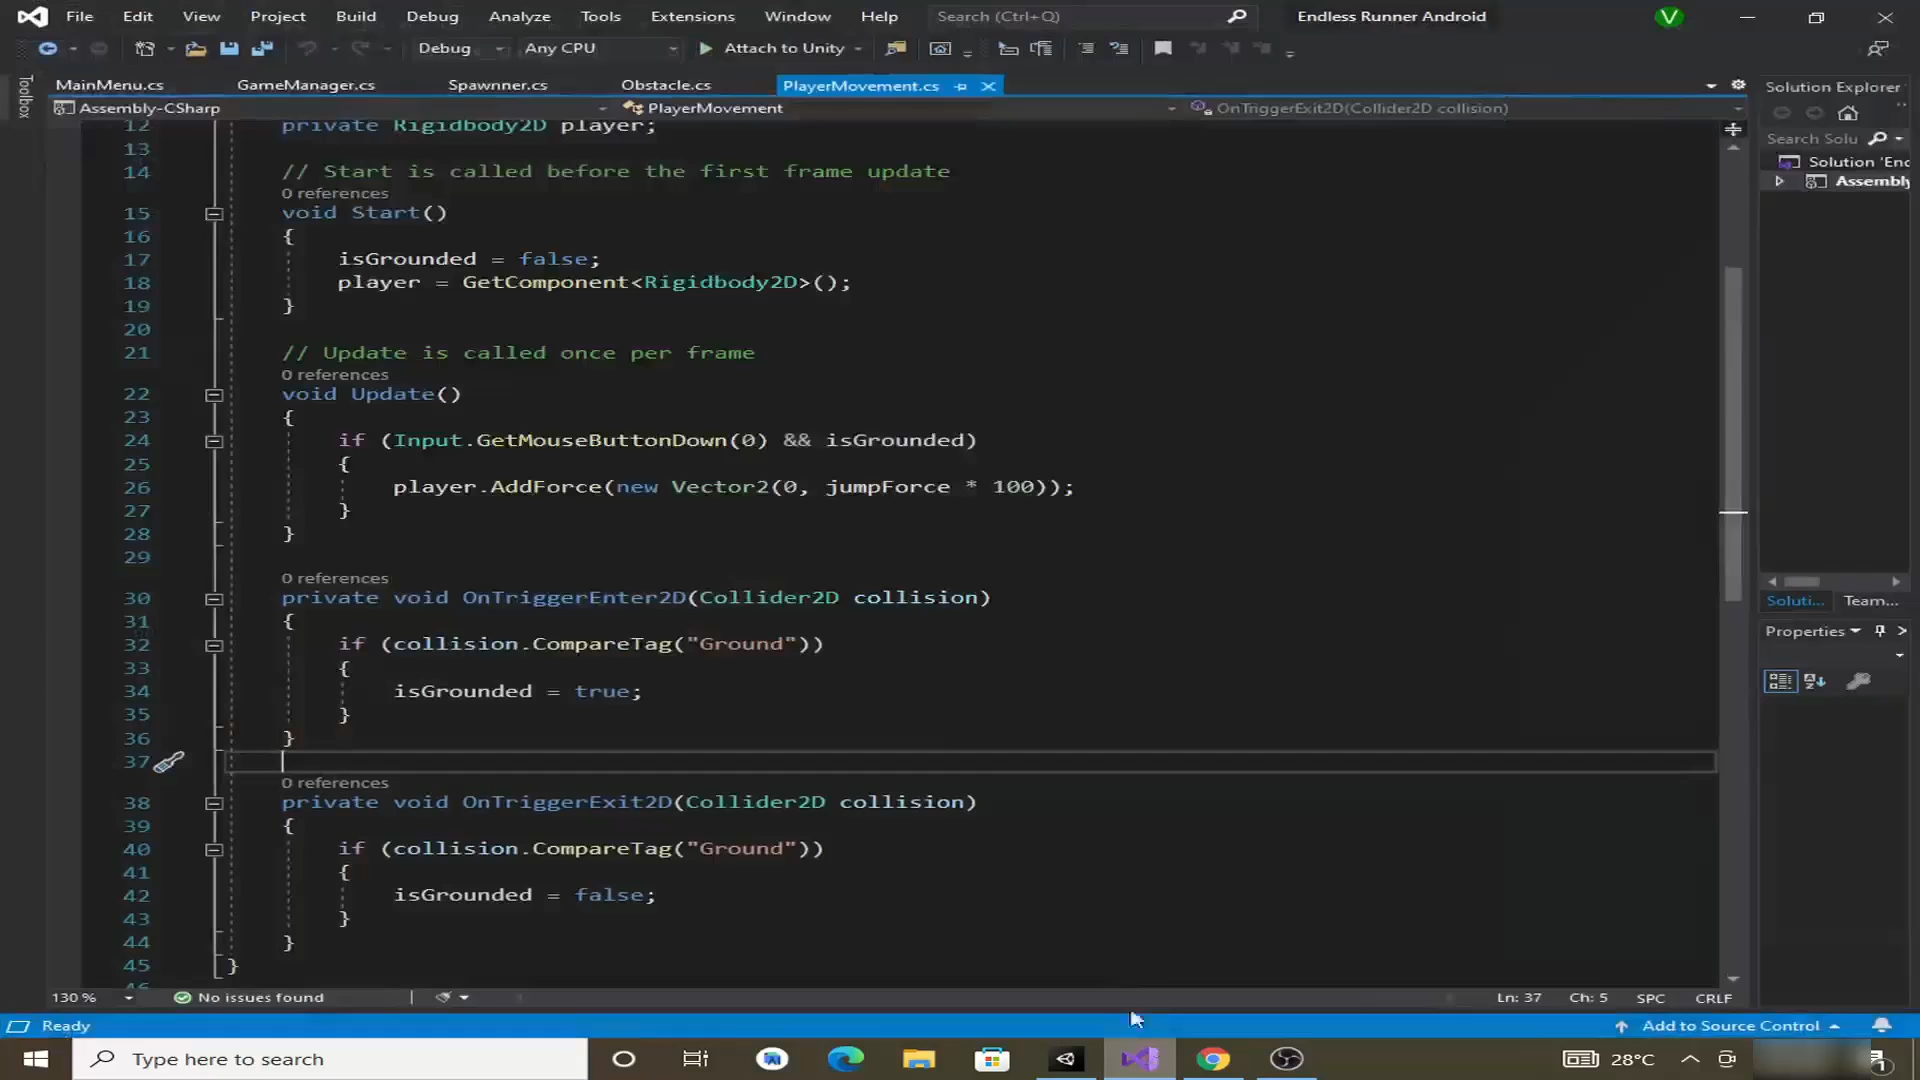 File Edit View Project Build Debug Analyze Tools Extensions Window Help Search (Ctrl+Q) Endless Runner Android V
Debug Any CPU Attach to Unity
Toolbox
MainMenu.cs GameManager.cs Spawnner.cs Obstacle.cs PlayerMovement.cs
Assembly-CSharp PlayerMovement OnTriggerExit2D(Collider2D collision)
12 private Rigidbody2D player;
13
14 // Start is called before the first frame update
0 references
15 void Start()
16 {
17 isGrounded = false;
18 player = GetComponent<Rigidbody2D>();
19 }
20
21 // Update is called once per frame
0 references
22 void Update()
23 {
24 if (Input.GetMouseButtonDown(0) && isGrounded)
25 {
26 player.AddForce(new Vector2(0, jumpForce * 100));
27 }
28 }
29
0 references
30 private void OnTriggerEnter2D(Collider2D collision)
31 {
32 if (collision.CompareTag("Ground"))
33 {
34 isGrounded = true;
35 }
36 }
37
0 references
38 private void OnTriggerExit2D(Collider2D collision)
39 {
40 if (collision.CompareTag("Ground"))
41 {
42 isGrounded = false;
43 }
44 }
45 }
46
Solution Explorer
Search Solu
Solution 'End
Assembly
Soluti... Team...
Properties
130 % No issues found Ln: 37 Ch: 5 SPC CRLF
Ready Add to Source Control
Type here to search 28°C 1